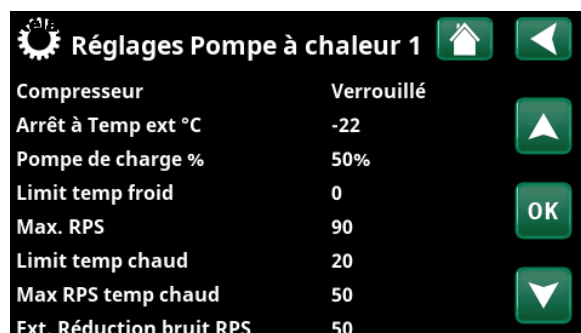 Réglages Pompe à chaleur 1
Compresseur Verrouillé
Arrêt à Temp ext °C -22
Pompe de charge % 50%
Limit temp froid 0
OK
Max. RPS 90
Limit temp chaud 20
Max RPS temp chaud 50
Ext. Réduction bruit RPS 50